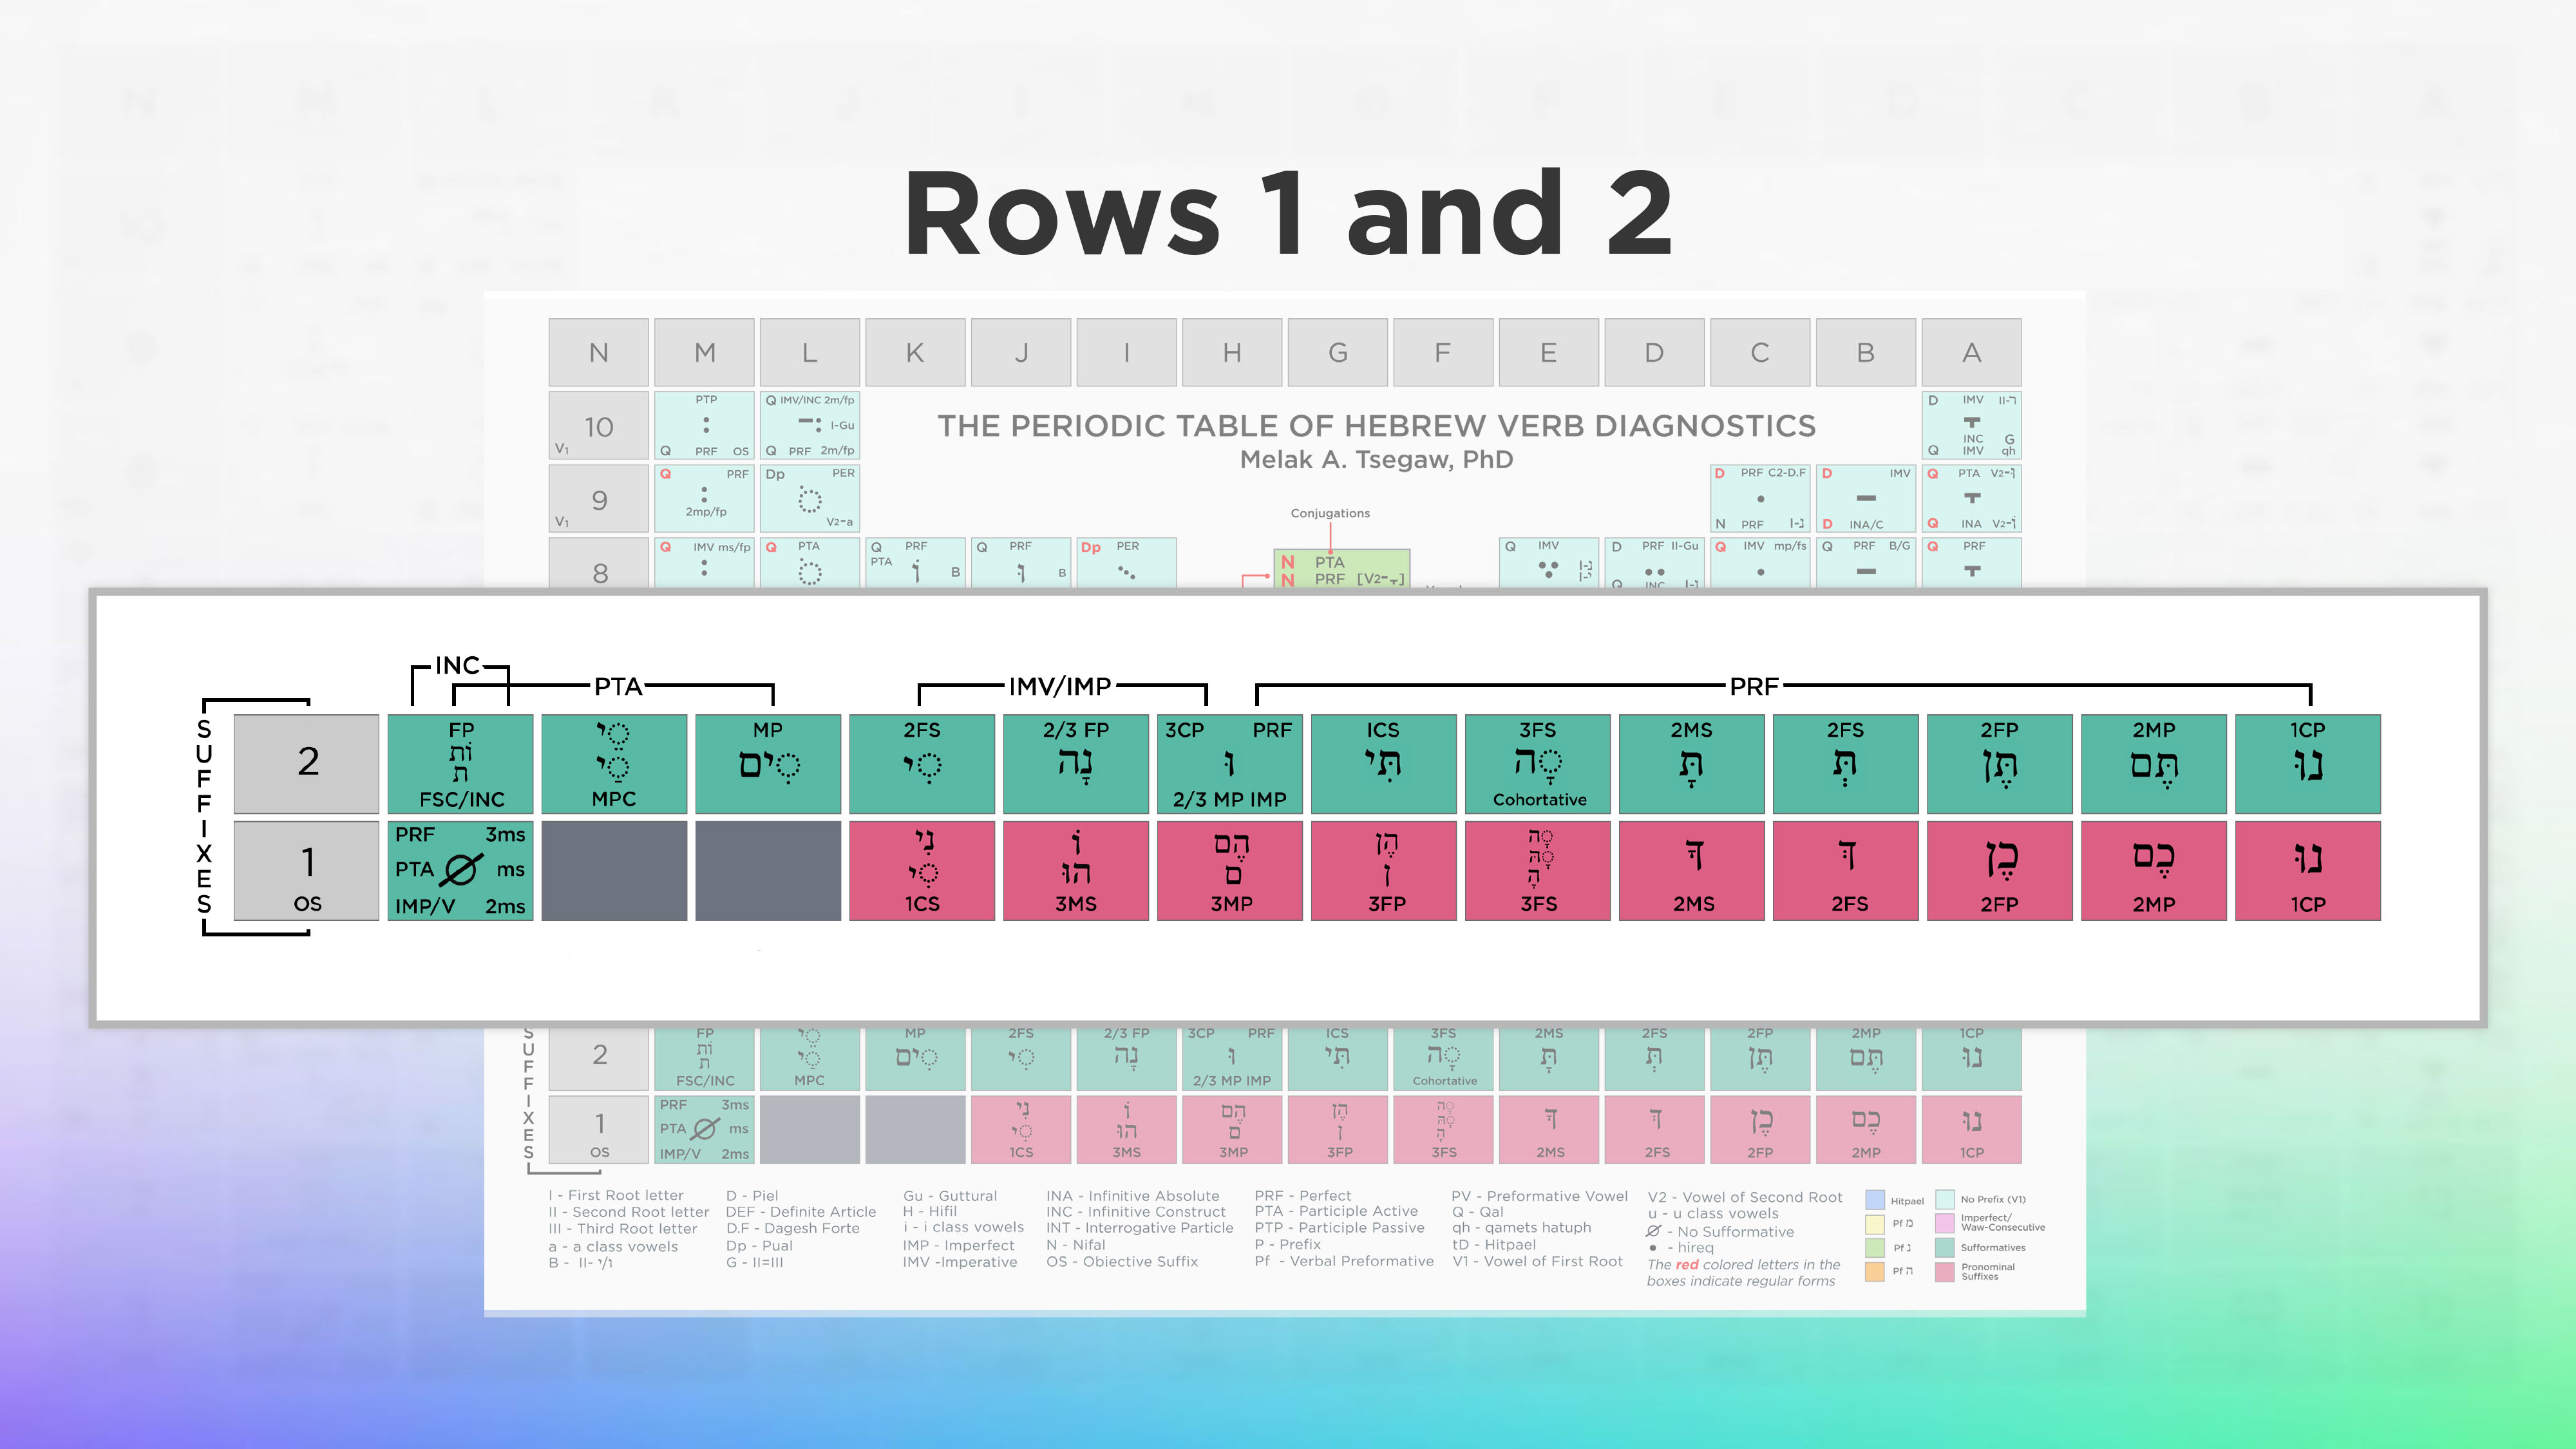 Rows 1 and 2
N M L K J I H G F E D C B A
10 V1
PTP Q PRF OS
Q IMV/INC 2m/fp I-Gu Q PRF 2m/fp
THE PERIODIC TABLE OF HEBREW VERB DIAGNOSTICS
Melak A. Tsegaw, PhD
D IMV II-ר INC G Q IMV qh
9 V1
Q PRF 2mp/fp
Dp PER V2-a
Conjugations
D PRF C2-D.F N PRF I-נ
D IMV D INA/C
Q PTA V2-וֹ Q INA V2-וֹ
8
Q IMV ms/fp
Q PTA
Q PRF PTA B
Q PRF B
Dp PER
N PTA
N PRF [V2-ָ]
Q IMV I-נ I-י
D PRF II-Gu Q INC I-נ
Q IMV mp/fs
Q PRF B/G
Q PRF
INC
PTA
IMV/IMP
PRF
SUFFIXES
2
FP וֹת ת FSC/INC
◌ֵי ◌ַי MPC
MP ◌ִים
2FS ◌ִי
2/3 FP נָה
3CP PRF וּ 2/3 MP IMP
ICS תִּי
3FS ◌ָה Cohortative
2MS תָּ
2FS תְּ
2FP תֶּן
2MP תֶּם
1CP נוּ
1 OS
PRF 3ms
PTA Ø ms
IMP/V 2ms
נִי ◌ִי 1CS
וֹ הוּ 3MS
הֶם ם 3MP
הֶן ן 3FP
◌ָהּ ◌ֶהָ הָ 3FS
ךָ 2MS
ךְ 2FS
כֶן 2FP
כֶם 2MP
נוּ 1CP
SUFFIXES
2
FP וֹת ת FSC/INC
◌ֵי ◌ַי MPC
MP ◌ִים
2FS ◌ִי
2/3 FP נָה
3CP PRF וּ 2/3 MP IMP
ICS תִּי
3FS ◌ָה Cohortative
2MS תָּ
2FS תְּ
2FP תֶּן
2MP תֶּם
1CP נוּ
1 OS
PRF 3ms
PTA Ø ms
IMP/V 2ms
נִי ◌ִי 1CS
וֹ הוּ 3MS
הֶם ם 3MP
הֶן ן 3FP
3FS
ךָ 2MS
ךְ 2FS
כֶן 2FP
כֶם 2MP
נוּ 1CP
I - First Root letter
II - Second Root letter
III - Third Root letter
a - a class vowels
B - II- י/ו
D - Piel
DEF - Definite Article
D.F - Dagesh Forte
Dp - Pual
G - II=III
Gu - Guttural
H - Hifil
i - i class vowels
IMP - Imperfect
IMV -Imperative
INA - Infinitive Absolute
INC - Infinitive Construct
INT - Interrogative Particle
N - Nifal
OS - Objective Suffix
PRF - Perfect
PTA - Participle Active
PTP - Participle Passive
P - Prefix
Pf - Verbal Preformative
PV - Preformative Vowel
Q - Qal
qh - qamets hatuph
tD - Hitpael
V1 - Vowel of First Root
V2 - Vowel of Second Root
u - u class vowels
Ø - No Sufformative
• - hireq
The red colored letters in the
boxes indicate regular forms
Hitpael
Pf מ
Pf נ
Pf ה
No Prefix (V1)
Imperfect/
Waw-Consecutive
Sufformatives
Pronominal
Suffixes